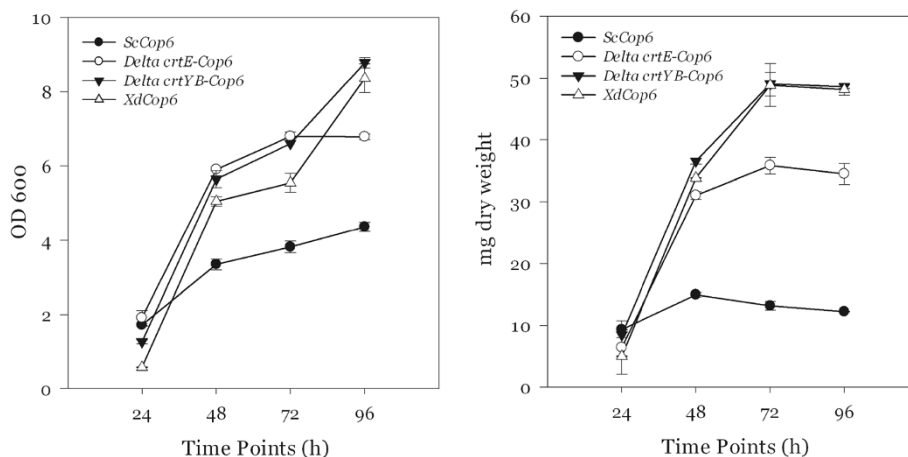 10
8
6
4
2
0
OD 600
ScCop6
Delta crtE-Cop6
Delta crtYB-Cop6
XdCop6
24 48 72 96
Time Points (h)
60
50
40
30
20
10
0
mg dry weight
ScCop6
Delta crtE-Cop6
Delta crtYB-Cop6
XdCop6
24 48 72 96
Time Points (h)